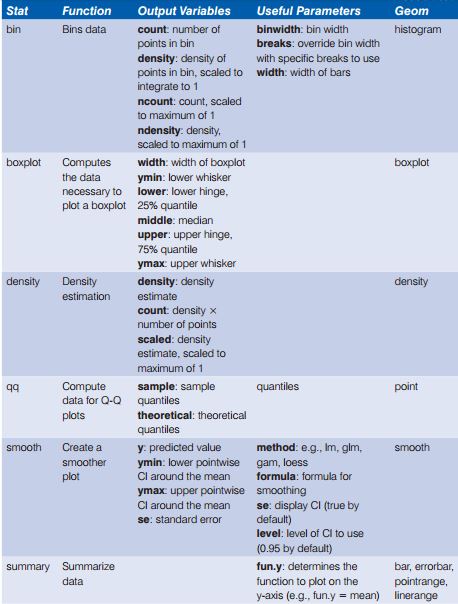 Stat Function Output Variables Useful Parameters Geom
bin Bins data count: number of binwidth: bin width histogram
points in bin breaks: override bin width
density: density of with specific breaks to use
points in bin, scaled to width: width of bars
integrate to 1
ncount: count, scaled
to maximum of 1
ndensity: density,
scaled to maximum of 1
boxplot Computes width: width of boxplot boxplot
the data ymin: lower whisker
necessary to lower: lower hinge,
plot a boxplot 25% quantile
middle: median
upper: upper hinge,
75% quantile
ymax: upper whisker
density Density density: density density
estimation estimate
count: density ×
number of points
scaled: density
estimate, scaled to
maximum of 1
qq Compute sample: sample quantiles point
data for Q-Q quantiles
plots theoretical: theoretical
quantiles
smooth Create a y: predicted value method: e.g., lm, glm, smooth
smoother ymin: lower pointwise gam, loess
plot CI around the mean formula: formula for
ymax: upper pointwise smoothing
CI around the mean se: display CI (true by
se: standard error default)
level: level of CI to use
(0.95 by default)
summary Summarize fun.y: determines the bar, errorbar,
data function to plot on the pointrange,
y-axis (e.g., fun.y = mean) linerange